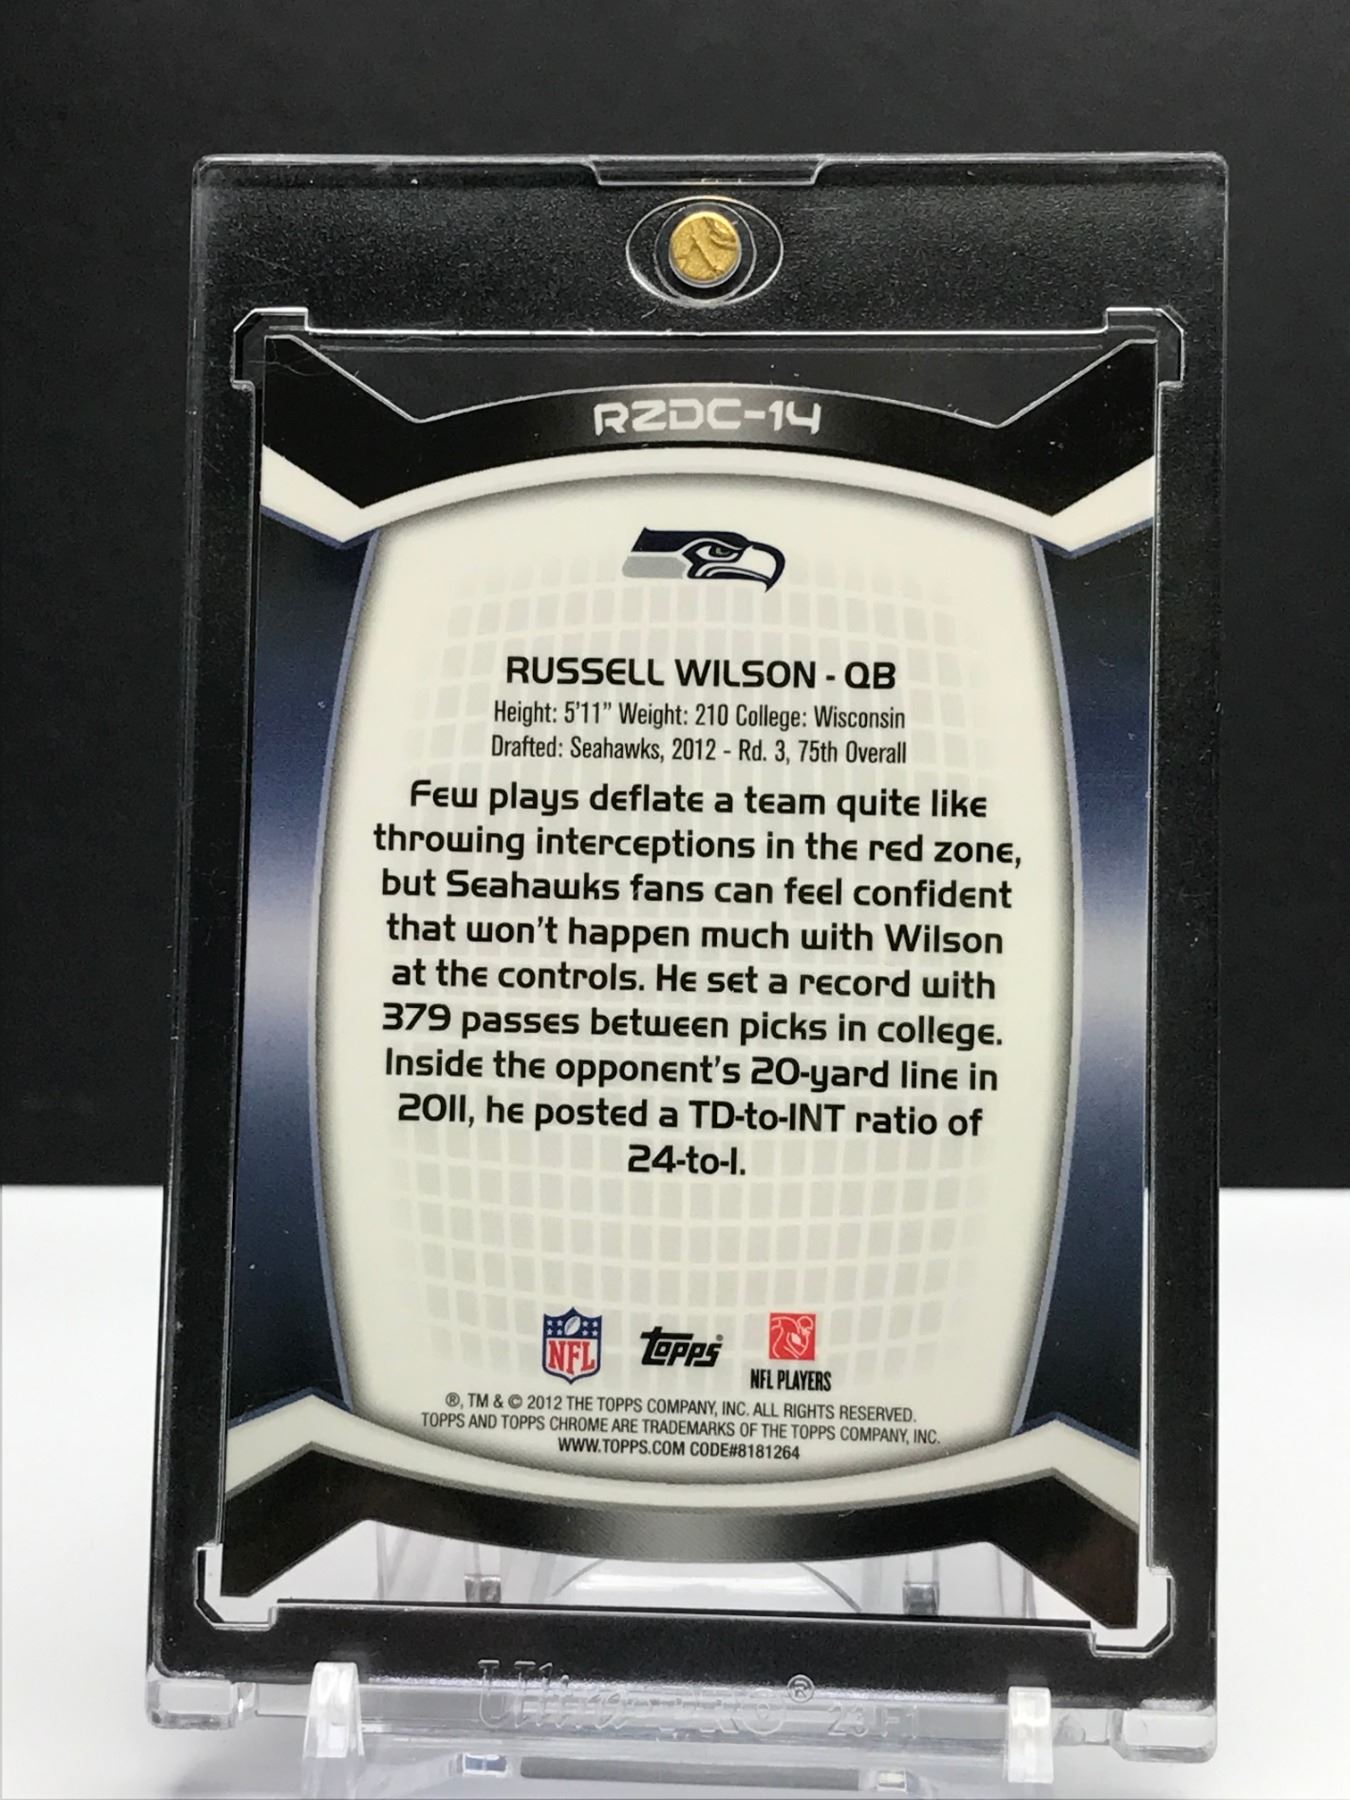 RZDC-14
RUSSELL WILSON - QB
Height: 5'11" Weight: 210 College: Wisconsin
Drafted: Seahawks, 2012 - Rd. 3, 75th Overall
Few plays deflate a team quite like
throwing interceptions in the red zone,
but Seahawks fans can feel confident
that won't happen much with Wilson
at the controls. He set a record with
379 passes between picks in college.
Inside the opponent's 20-yard line in
2011, he posted a TD-to-INT ratio of
24-to-1.
NFL
Topps®
NFL PLAYERS
®, TM & © 2012 THE TOPPS COMPANY, INC. ALL RIGHTS RESERVED.
TOPPS AND TOPPS CHROME ARE TRADEMARKS OF THE TOPPS COMPANY, INC.
WWW.TOPPS.COM CODE#8181264
Ultra•PRO®